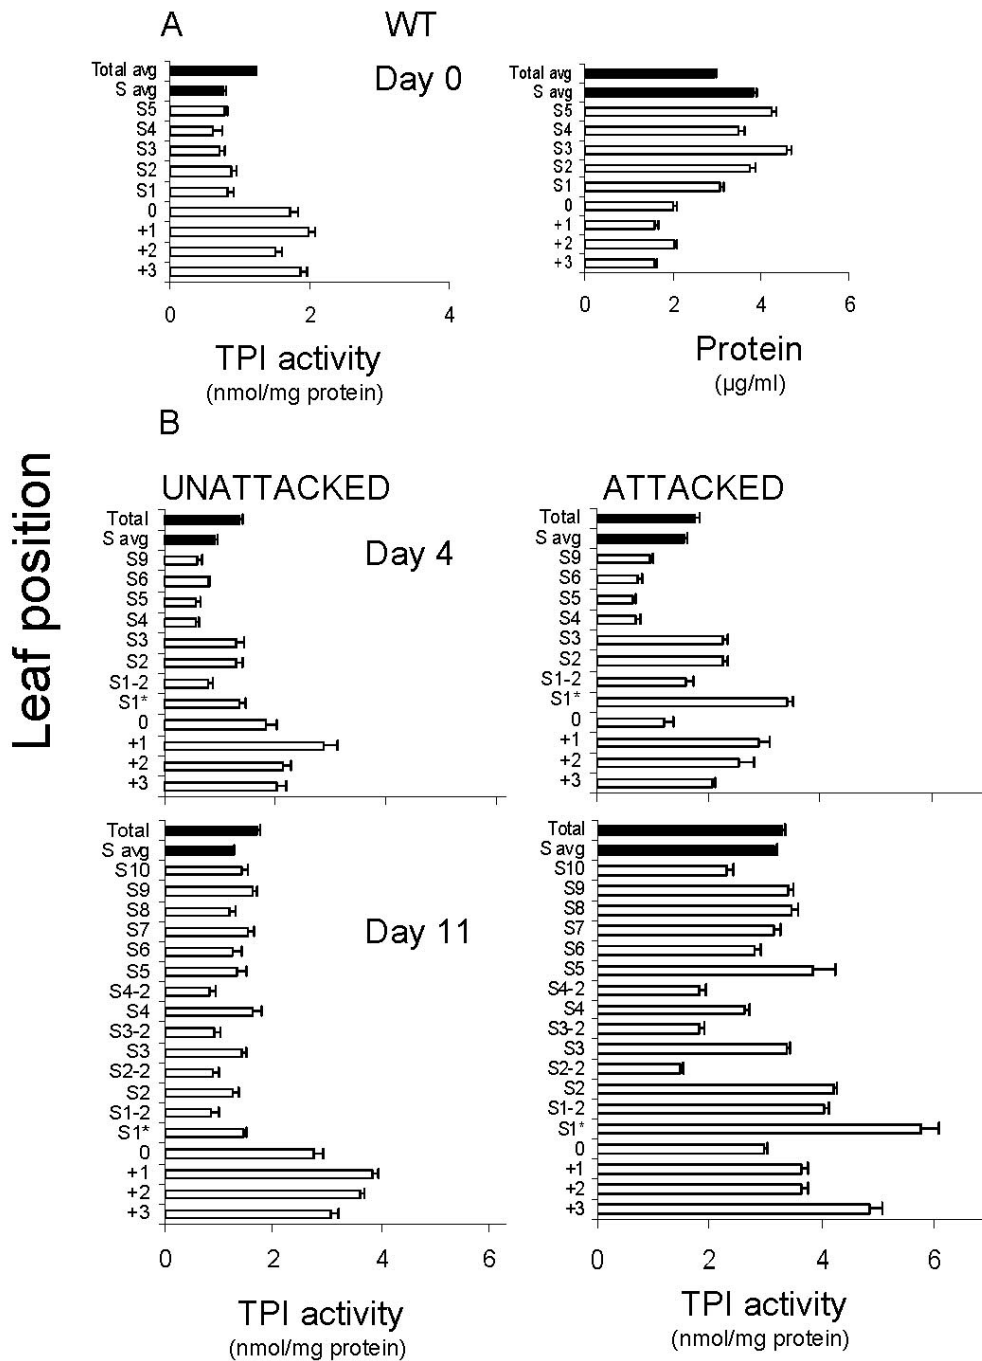 A
WT
Day 0
Total avg
S avg
S5
S4
S3
S2
S1
0
+1
+2
+3
0
2
4
TPI activity
(nmol/mg protein)
Total avg
S avg
S5
S4
S3
S2
S1
0
+1
+2
+3
0
2
4
6
Protein
(µg/ml)
B
Leaf position
UNATTACKED
ATTACKED
Day 4
Total
S avg
S9
S6
S5
S4
S3
S2
S1-2
S1*
0
+1
+2
+3
Total
S avg
S9
S6
S5
S4
S3
S2
S1-2
S1*
0
+1
+2
+3
Day 11
Total
S avg
S10
S9
S8
S7
S6
S5
S4-2
S4
S3-2
S3
S2-2
S2
S1-2
S1*
0
+1
+2
+3
0
2
4
6
TPI activity
(nmol/mg protein)
Total
S avg
S10
S9
S8
S7
S6
S5
S4-2
S4
S3-2
S3
S2-2
S2
S1-2
S1*
0
+1
+2
+3
0
2
4
6
TPI activity
(nmol/mg protein)